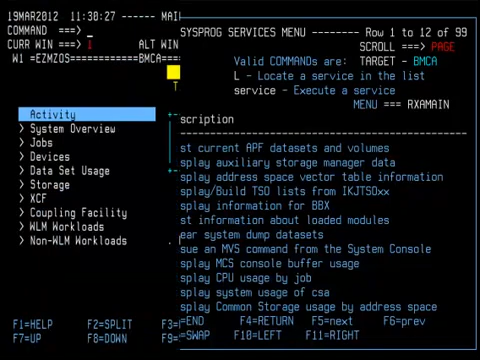 19MAR2012 11:30:27 ------ MAI
COMMAND ===> _
CURR WIN ===> 1 ALT WIN
W1 =EZMZOS============BMCA==
Activity
> System Overview
> Jobs
> Devices
> Data Set Usage
> Storage
> XCF
> Coupling Facility
> WLM Workloads
> Non-WLM Workloads
F1=HELP F2=SPLIT F3=
F7=UP F8=DOWN F9=
SYSPROG SERVICES MENU ------- Row 1 to 12 of 99
SCROLL ===> PAGE
Valid COMMANDs are: TARGET - BMCA
L - Locate a service in the list
service - Execute a service
MENU === RXAMAIN
scription
st current APF datasets and volumes
splay auxiliary storage manager data
splay address space vector table information
splay/Build TSO lists from IKJTSOxx
splay information for BBX
st information about loaded modules
ear system dump datasets
sue an MVS command from the System Console
splay MCS console buffer usage
splay CPU usage by job
splay system usage of csa
splay Common Storage usage by address space
=END F4=RETURN F5=next F6=prev
=SWAP F10=LEFT F11=RIGHT